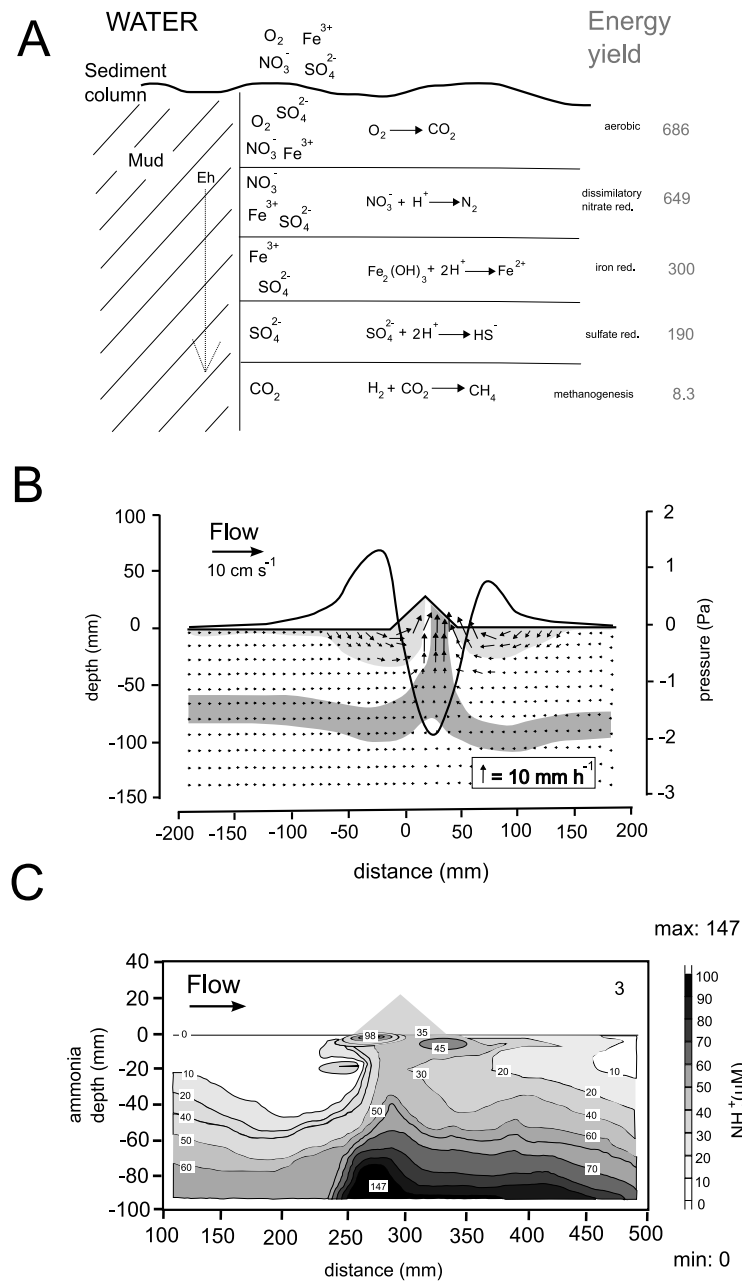 A
WATER
Energy
yield
O2 Fe3+
NO3- SO42-
Sediment
column
Mud
Eh
O2 SO42-
NO3- Fe3+
O2 → CO2
aerobic 686
NO3-
Fe3+ SO42-
NO3- + H+ → N2
dissimilatory
nitrate red. 649
Fe3+
SO42-
Fe2(OH)3 + 2H+ → Fe2+
iron red. 300
SO42-
SO42- + 2H+ → HS-
sulfate red. 190
CO2
H2 + CO2 → CH4
methanogenesis 8.3
B
Flow
10 cm s-1
depth (mm)
100
50
0
-50
-100
-150
pressure (Pa)
2
1
0
-1
-2
-3
↑ = 10 mm h-1
-200 -150 -100 -50 0 50 100 150 200
distance (mm)
C
max: 147
Flow
3
ammonia
depth (mm)
40
20
0
-20
-40
-60
-80
-100
0
98
35
45
10
20
30
20
10
20
40
50
50
60
40
60
70
147
100 150 200 250 300 350 400 450 500
distance (mm)
100
90
80
70
60
50
40
30
20
10
0
NH +(μM)
min: 0